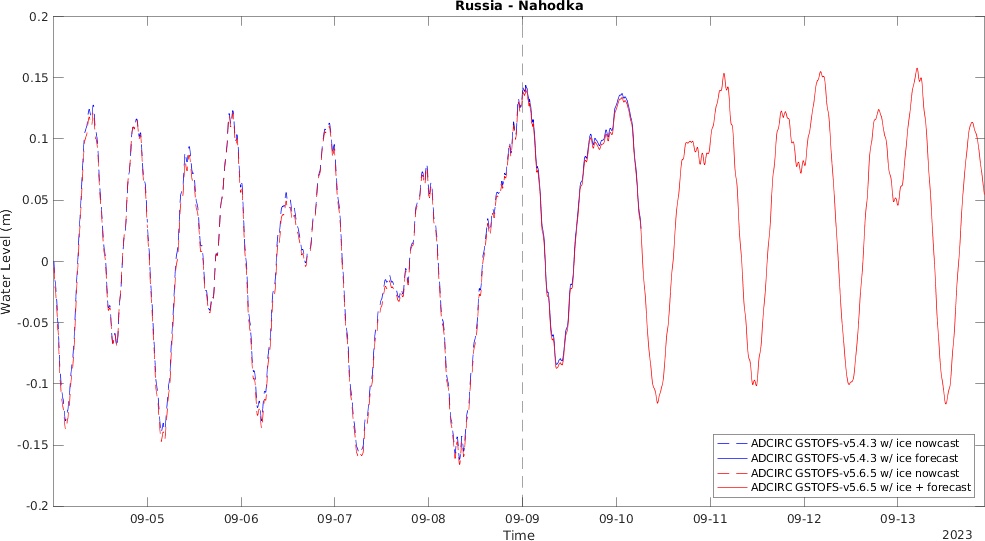 Russia - Nahodka
0.2
0.15
0.1
0.05
0
-0.05
-0.1
-0.15
-0.2
Water Level (m)
ADCIRC GSTOFS-v5.4.3 w/ ice nowcast
ADCIRC GSTOFS-v5.4.3 w/ ice forecast
ADCIRC GSTOFS-v5.6.5 w/ ice nowcast
ADCIRC GSTOFS-v5.6.5 w/ ice + forecast
09-05 09-06 09-07 09-08 09-09 09-10 09-11 09-12 09-13
Time
2023